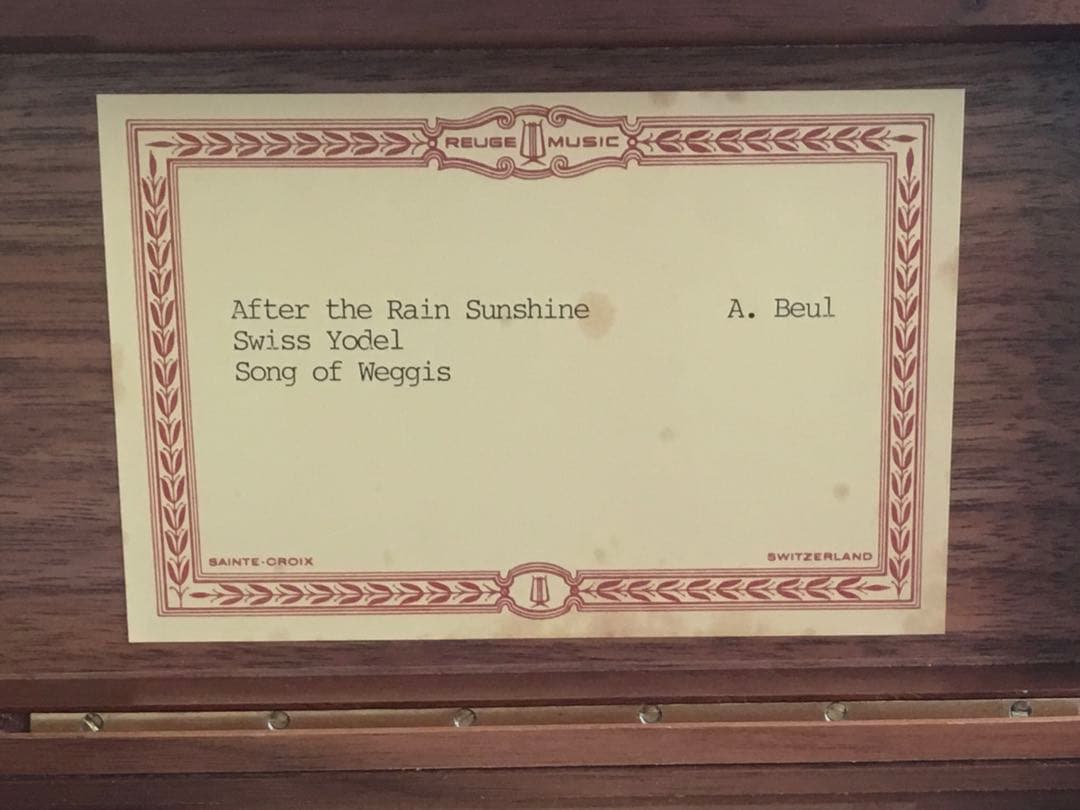 REUGE MUSIC
After the Rain Sunshine A. Beul
Swiss Yodel
Song of Weggis
SAINTE-CROIX SWITZERLAND